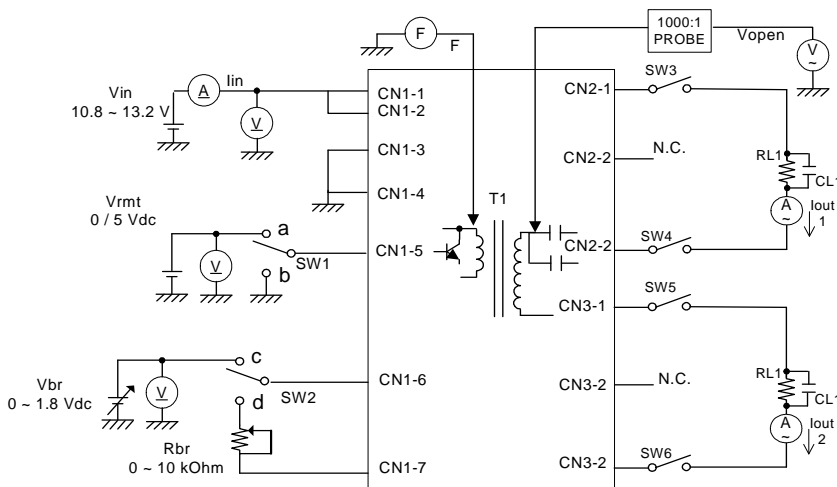 F
F
1000:1
PROBE
Vopen
V
~
SW3
A
Iin
Vin
10.8 ~ 13.2 V
V
CN1-1
CN1-2
CN2-1
CN1-3
CN2-2
N.C.
RL1
CL1
CN1-4
Vrmt
0 / 5 Vdc
T1
A
~
Iout
1
a
V
b
SW1
CN1-5
CN2-2
SW4
CN3-1
SW5
c
Vbr
0 ~ 1.8 Vdc
V
SW2
d
CN1-6
CN3-2
N.C.
RL1
CL1
Rbr
0 ~ 10 kOhm
CN1-7
A
~
Iout
2
CN3-2
SW6